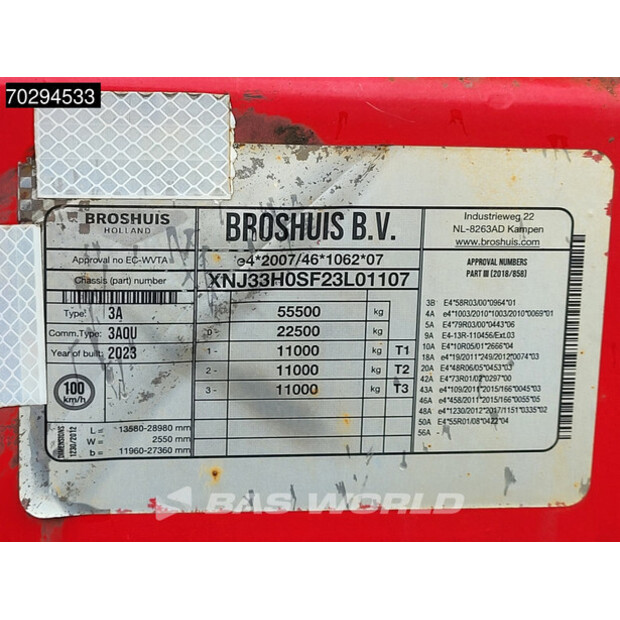 70294533
BROSHUIS
HOLLAND
BROSHUIS B.V.
Industrieweg 22
NL-8263AD Kampen
www.broshuis.com
Approval no EC-WVTA
e4*2007/46*1062*07
Chassis (part) number
XNJ33H0SF23L01107
Type: 3A
Comm.Type: 3AOU
Year of built: 2023
100
km/h
55500 kg
0- 22500 kg
1- 11000 kg T1
2- 11000 kg T2
3- 11000 kg T3
DIMENSIONS
1230/2012
L = 13580-28980 mm
W = 2550 mm
b = 11960-27360 mm
APPROVAL NUMBERS
PART III [2018/858]
3B E4*58R03/00*0964*01
4A e4*1003/2010*1003/2010*0069*01
5A E4*79R03/00*0443*06
9A E4-13R-110456/Ext.03
10A E4*10R05/01*2666*04
18A e4*19/2011*249/2012*0074*03
20A E4*48R06/05*0453*03
42A E4*73R01/02*0297*00
43A e4*109/2011*2015/166*0045*03
46A e4*458/2011*2015/166*0055*05
48A e4*1230/2012*2017/1151*0335*02
50A E4*55R01/08*0422*04
56A -
BAS WORLD